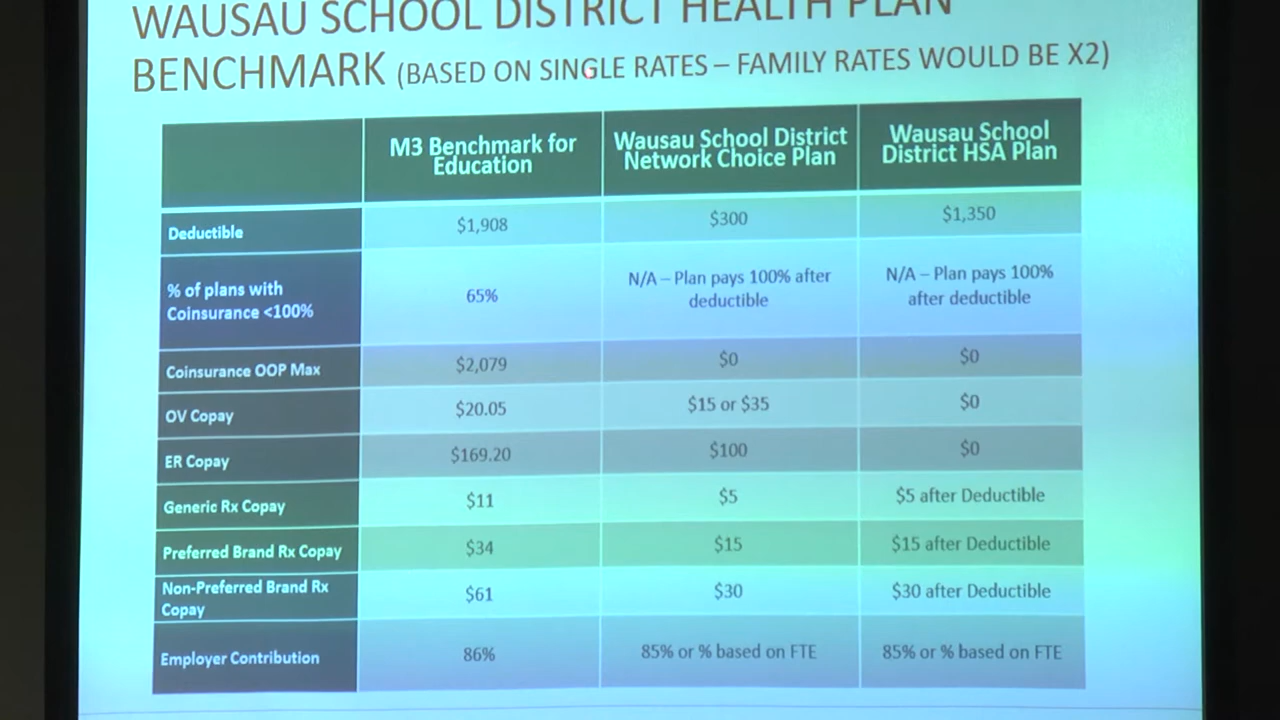 WAUSAU SCHOOL DISTRICT HEALTH PLAN
BENCHMARK (BASED ON SINGLE RATES – FAMILY RATES WOULD BE X2)
M3 Benchmark for
Education
Wausau School District
Network Choice Plan
Wausau School
District HSA Plan
Deductible
$1,908
$300
$1,350
% of plans with
Coinsurance <100%
65%
N/A – Plan pays 100% after
deductible
N/A – Plan pays 100%
after deductible
Coinsurance OOP Max
$2,079
$0
$0
OV Copay
$20.05
$15 or $35
$0
ER Copay
$169.20
$100
$0
Generic Rx Copay
$11
$5
$5 after Deductible
Preferred Brand Rx Copay
$34
$15
$15 after Deductible
Non-Preferred Brand Rx
Copay
$61
$30
$30 after Deductible
Employer Contribution
86%
85% or % based on FTE
85% or % based on FTE